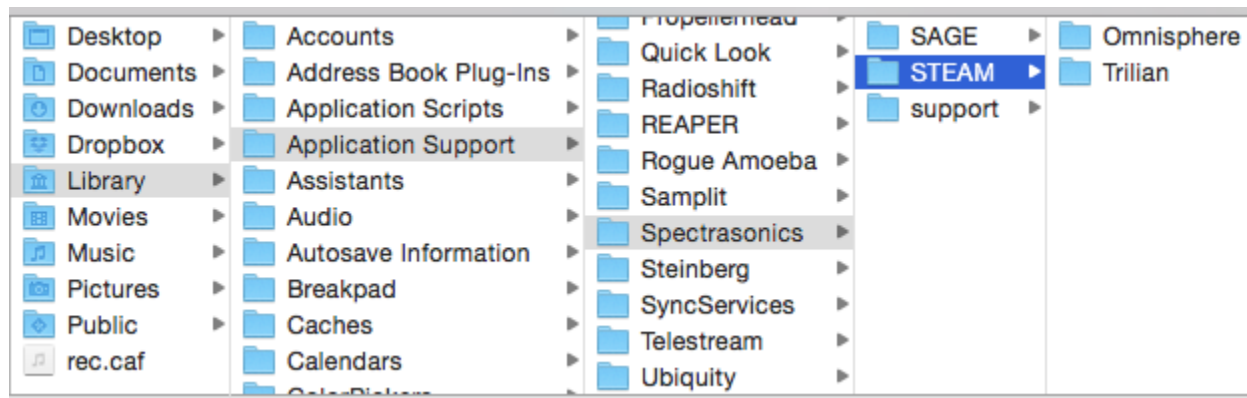 Desktop
Documents
Downloads
Dropbox
Library
Movies
Music
Pictures
Public
rec.caf
Accounts
Address Book Plug-Ins
Application Scripts
Application Support
Assistants
Audio
Autosave Information
Breakpad
Caches
Calendars
ColorPickers
Propellerhead
Quick Look
Radioshift
REAPER
Rogue Amoeba
Samplit
Spectrasonics
Steinberg
SyncServices
Telestream
Ubiquity
SAGE
STEAM
support
Omnisphere
Trilian